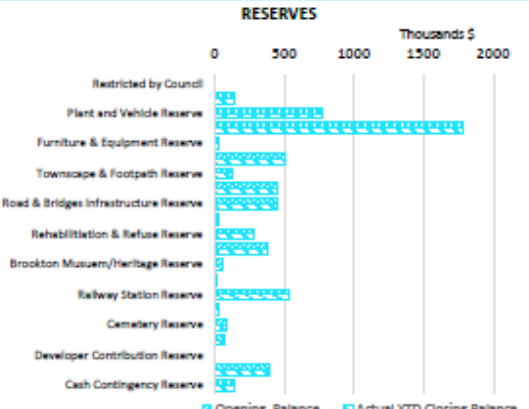 RESERVES
Thousands $
0 500 1000 1500 2000
Restricted by Council
Plant and Vehicle Reserve
Furniture & Equipment Reserve
Townscape & Footpath Reserve
Road & Bridges Infrastructure Reserve
Rehabilitiation & Refuse Reserve
Brookton Musuem/Heritage Reserve
Railway Station Reserve
Cemetery Reserve
Developer Contribution Reserve
Cash Contingency Reserve
Opening Balance Actual YTD Closing Balance